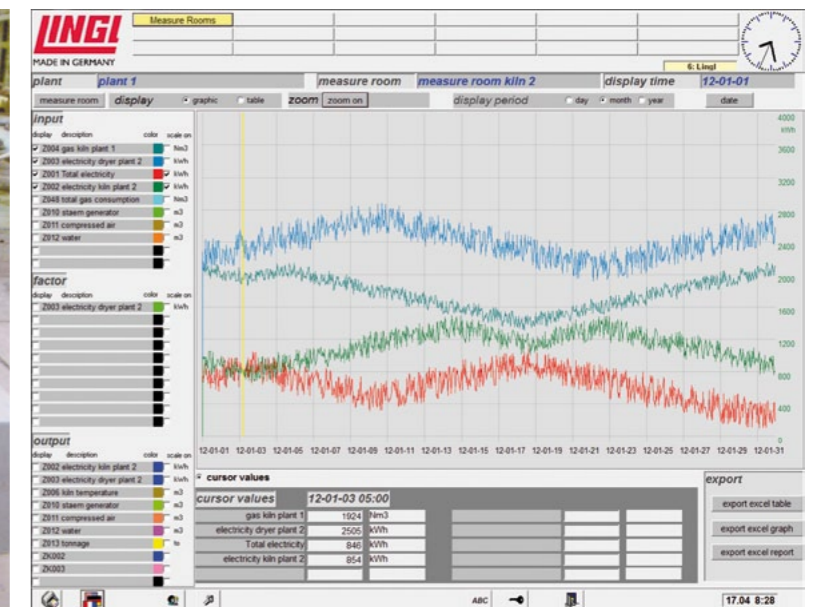 LINGL
MADE IN GERMANY
Measure Rooms
6: Lingl
plant plant 1 measure room measure room kiln 2 display time 12-01-01
measure room display graphic table zoom zoom on display period day month year date
input
display description color scale on
Z004 gas kiln plant 1 Nm3
Z003 electricity dryer plant 2 kWh
Z001 Total electricity kWh
Z002 electricity kiln plant 2 kWh
Z048 total gas consumption Nm3
Z010 staem generator m3
Z011 compressed air m3
Z012 water m3
factor
display description color scale on
Z003 electricity dryer plant 2 kWh
output
display description color scale on
Z002 electricity kiln plant 2 kWh
Z003 electricity dryer plant 2 kWh
Z006 kiln temperature m3
Z010 staem generator m3
Z011 compressed air m3
Z012 water m3
Z013 tonnage to
ZK002
ZK003
4000
kWh
3600
3200
2800
2400
2000
1600
1200
800
400
0
12-01-01 12-01-03 12-01-05 12-01-07 12-01-09 12-01-11 12-01-13 12-01-15 12-01-17 12-01-19 12-01-21 12-01-23 12-01-25 12-01-27 12-01-29 12-01-31
cursor values
cursor values 12-01-03 05:00
gas kiln plant 1 1924 Nm3
electricity dryer plant 2 2505 kWh
Total electricity 846 kWh
electricity kiln plant 2 854 kWh
export
export excel table
export excel graph
export excel report
ABC
17.04 8:28